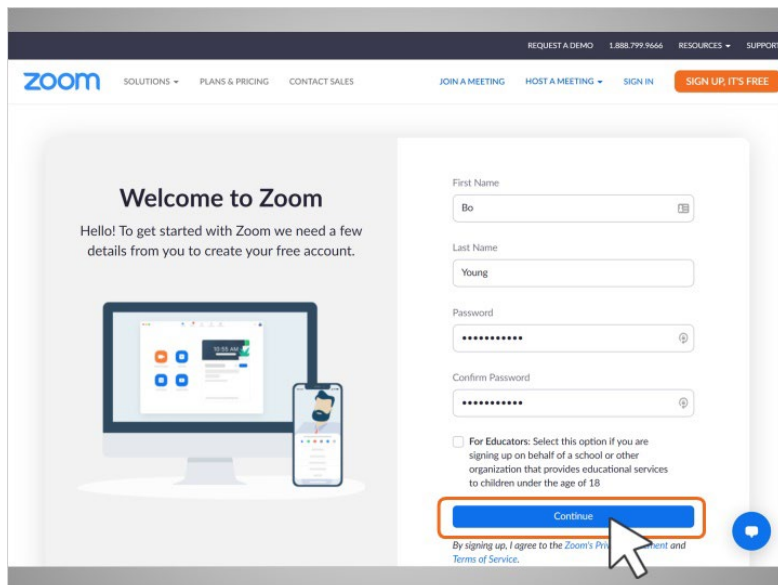 REQUEST A DEMO 1.888.799.9666 RESOURCES SUPPORT
zoom SOLUTIONS PLANS & PRICING CONTACT SALES JOIN A MEETING HOST A MEETING SIGN IN SIGN UP, IT'S FREE
Welcome to Zoom
Hello! To get started with Zoom we need a few
details from you to create your free account.
10:55 AM
First Name
Bo
Last Name
Young
Password
•••••••••••
Confirm Password
•••••••••••
For Educators: Select this option if you are
signing up on behalf of a school or other
organization that provides educational services
to children under the age of 18
Continue
By signing up, I agree to the Zoom's and
Terms of Service.